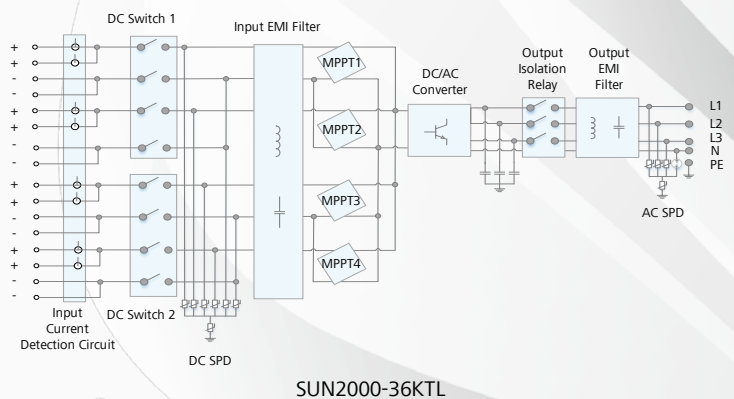 DC Switch 1
Input EMI Filter
+
+
-
-
+
+
-
-
+
+
-
-
+
+
-
-
MPPT1
MPPT2
MPPT3
MPPT4
DC/AC
Converter
Output
Isolation
Relay
Output
EMI
Filter
L1
L2
L3
N
PE
AC SPD
Input
Current
Detection Circuit
DC Switch 2
DC SPD
SUN2000-36KTL